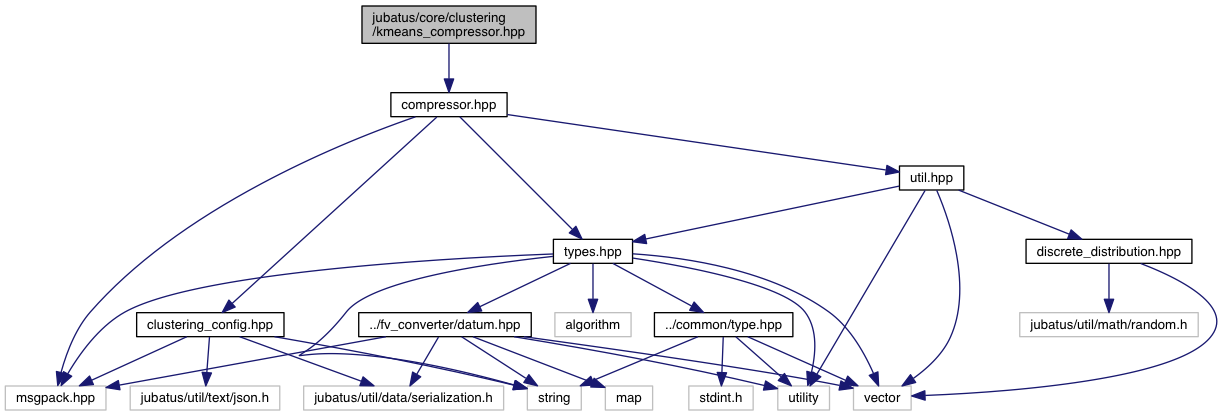 jubatus/core/clustering
/kmeans_compressor.hpp
compressor.hpp
util.hpp
types.hpp
discrete_distribution.hpp
clustering_config.hpp
../fv_converter/datum.hpp
algorithm
../common/type.hpp
jubatus/util/math/random.h
msgpack.hpp
jubatus/util/text/json.h
jubatus/util/data/serialization.h
string
map
stdint.h
utility
vector